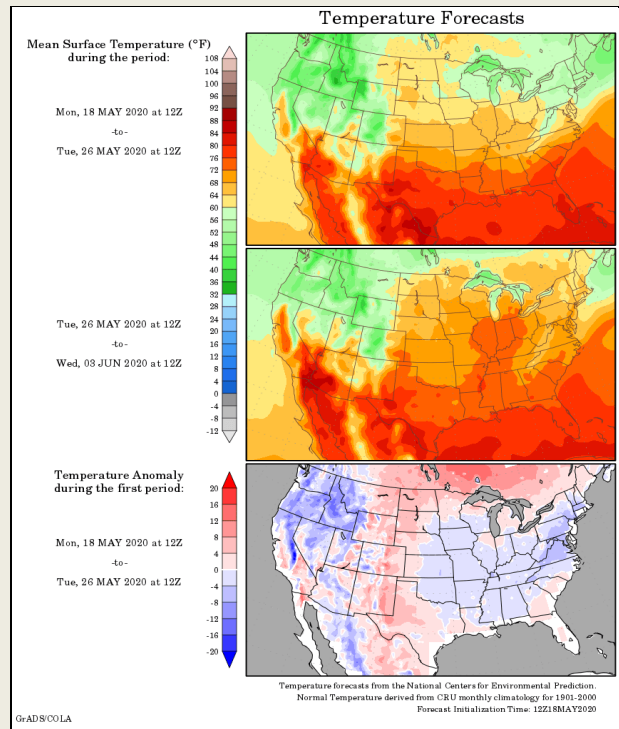 Temperature Forecasts
Mean Surface Temperature (°F)
during the period:
Mon, 18 MAY 2020 at 12Z
-to-
Tue, 26 MAY 2020 at 12Z
108
104
100
96
92
88
84
80
76
72
68
64
60
56
52
48
44
40
36
32
28
24
20
16
12
8
4
0
-4
-8
-12
Tue, 26 MAY 2020 at 12Z
-to-
Wed, 03 JUN 2020 at 12Z
Temperature Anomaly
during the first period:
Mon, 18 MAY 2020 at 12Z
-to-
Tue, 26 MAY 2020 at 12Z
20
16
12
8
4
0
-4
-8
-12
-16
-20
Temperature forecasts from the National Centers for Environmental Prediction.
Normal Temperature derived from CRU monthly climatology for 1901-2000
Forecast Initialization Time: 12Z18MAY2020
GrADS/COLA